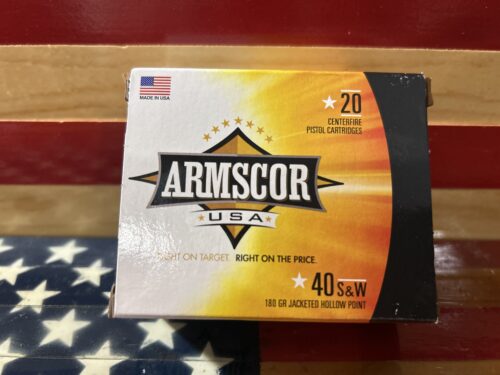 MADE IN USA
20
CENTERFIRE
PISTOL CARTRIDGES
ARMSCOR
USA
RIGHT ON TARGET. RIGHT ON THE PRICE.
40 S&W
180 GR JACKETED HOLLOW POINT